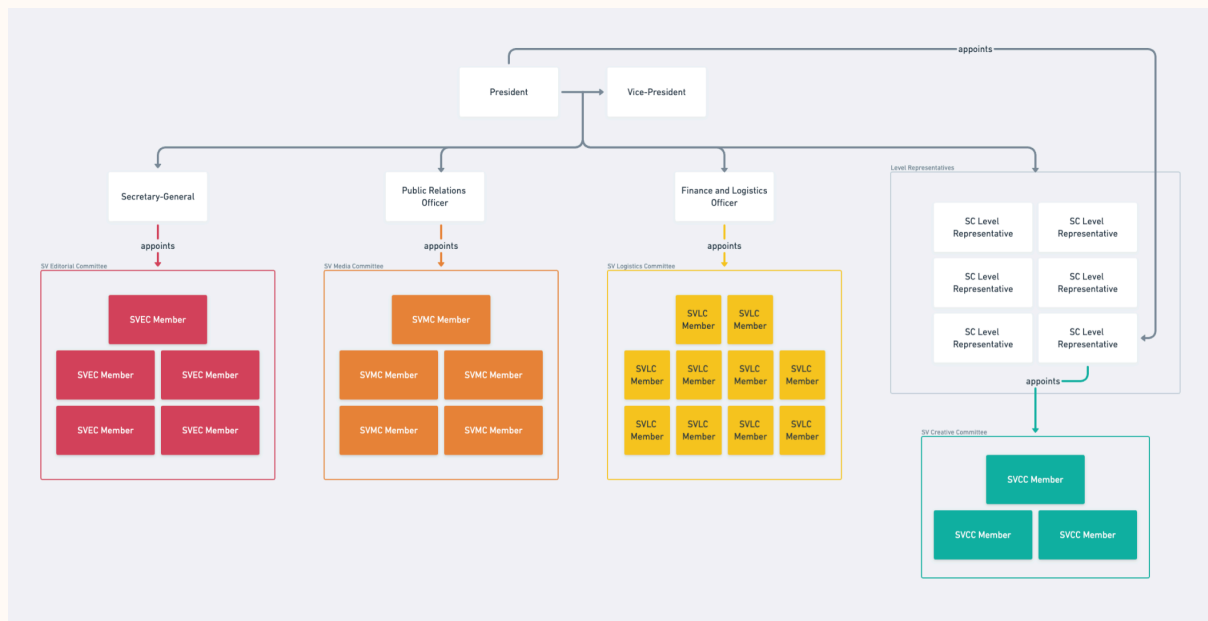 appoints
President
Vice-President
Secretary-General
Public Relations
Officer
Finance and Logistics
Officer
Level Representatives
SC Level
Representative
SC Level
Representative
SC Level
Representative
SC Level
Representative
SC Level
Representative
SC Level
Representative
appoints
appoints
appoints
appoints
SV Editorial Committee
SVEC Member
SVEC Member
SVEC Member
SVEC Member
SVEC Member
SV Media Committee
SVMC Member
SVMC Member
SVMC Member
SVMC Member
SVMC Member
SV Logistics Committee
SVLC
Member
SVLC
Member
SVLC
Member
SVLC
Member
SVLC
Member
SVLC
Member
SVLC
Member
SVLC
Member
SVLC
Member
SVLC
Member
SV Creative Committee
SVCC Member
SVCC Member
SVCC Member